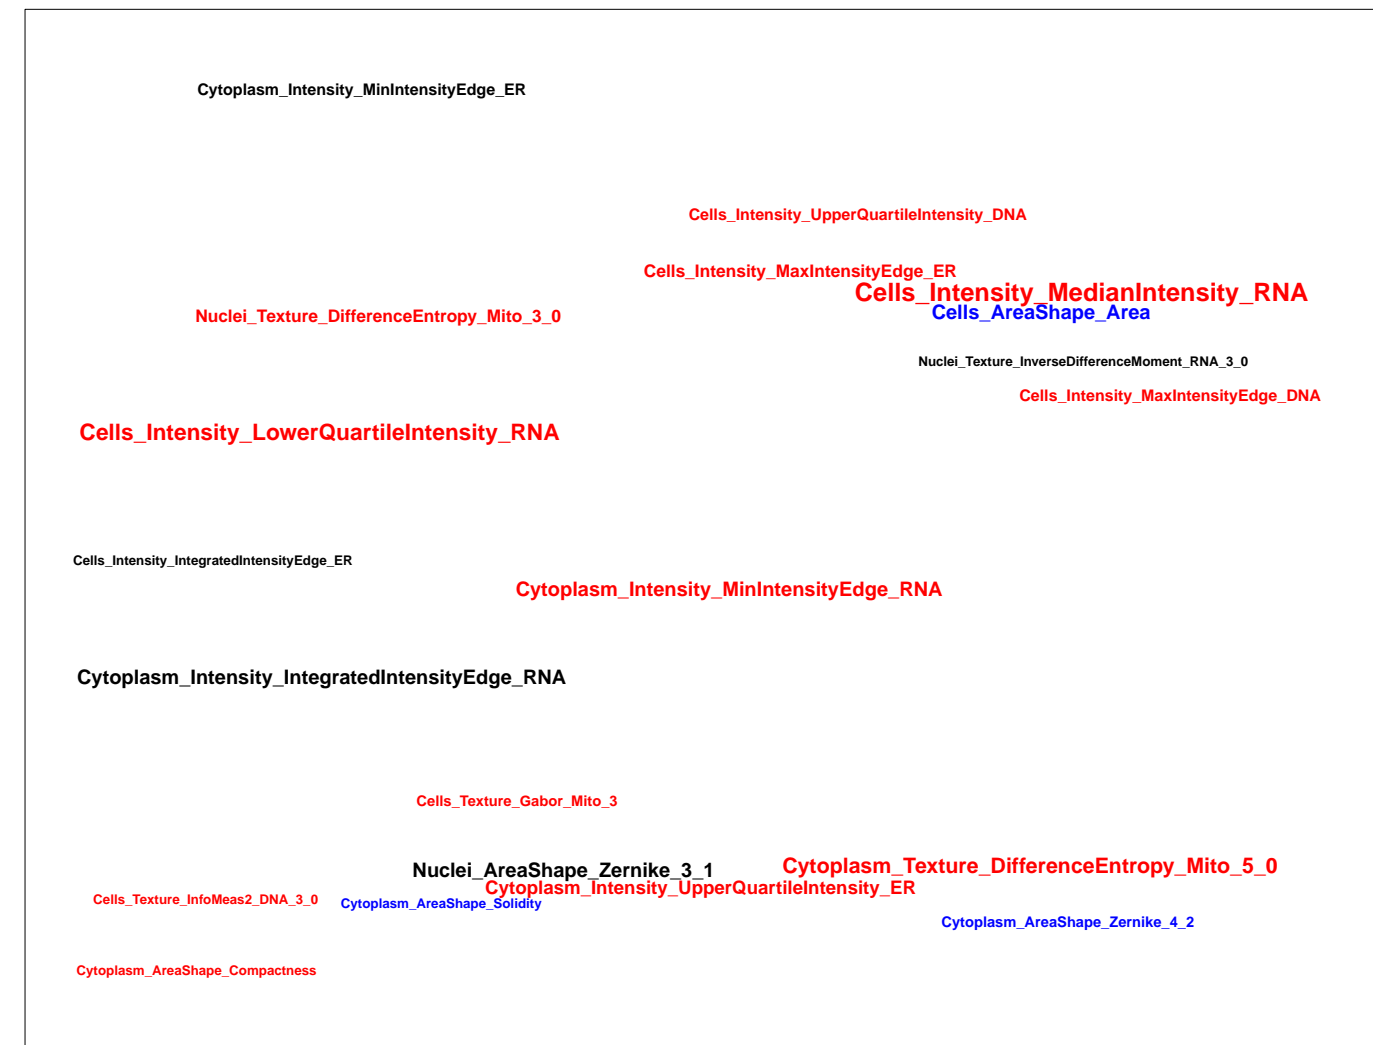 Cytoplasm_Intensity_MinIntensityEdge_ER
Cells_Intensity_UpperQuartileIntensity_DNA
Cells_Intensity_MaxIntensityEdge_ER
Cells_Intensity_MedianIntensity_RNA
Cells_AreaShape_Area
Nuclei_Texture_DifferenceEntropy_Mito_3_0
Nuclei_Texture_InverseDifferenceMoment_RNA_3_0
Cells_Intensity_MaxIntensityEdge_DNA
Cells_Intensity_LowerQuartileIntensity_RNA
Cells_Intensity_IntegratedIntensityEdge_ER
Cytoplasm_Intensity_MinIntensityEdge_RNA
Cytoplasm_Intensity_IntegratedIntensityEdge_RNA
Cells_Texture_Gabor_Mito_3
Nuclei_AreaShape_Zernike_3_1
Cytoplasm_Texture_DifferenceEntropy_Mito_5_0
Cytoplasm_Intensity_UpperQuartileIntensity_ER
Cells_Texture_InfoMeas2_DNA_3_0
Cytoplasm_AreaShape_Solidity
Cytoplasm_AreaShape_Zernike_4_2
Cytoplasm_AreaShape_Compactness